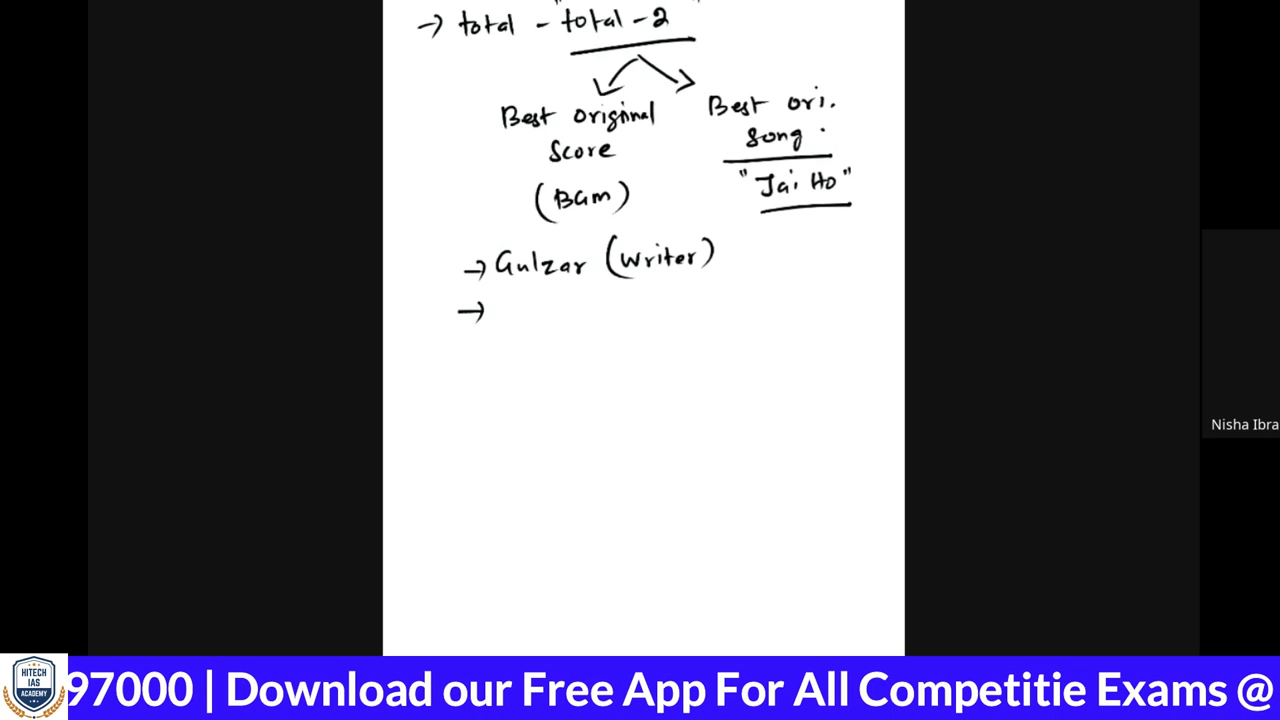 → total - "total - 2
Best original
Score
(BGM)
Best ori.
Song.
"Jai Ho"
→ Gulzar (writer)
→
Nisha Ibra
HITECH
IAS
ACADEMY
97000 | Download our Free App For All Competitie Exams @